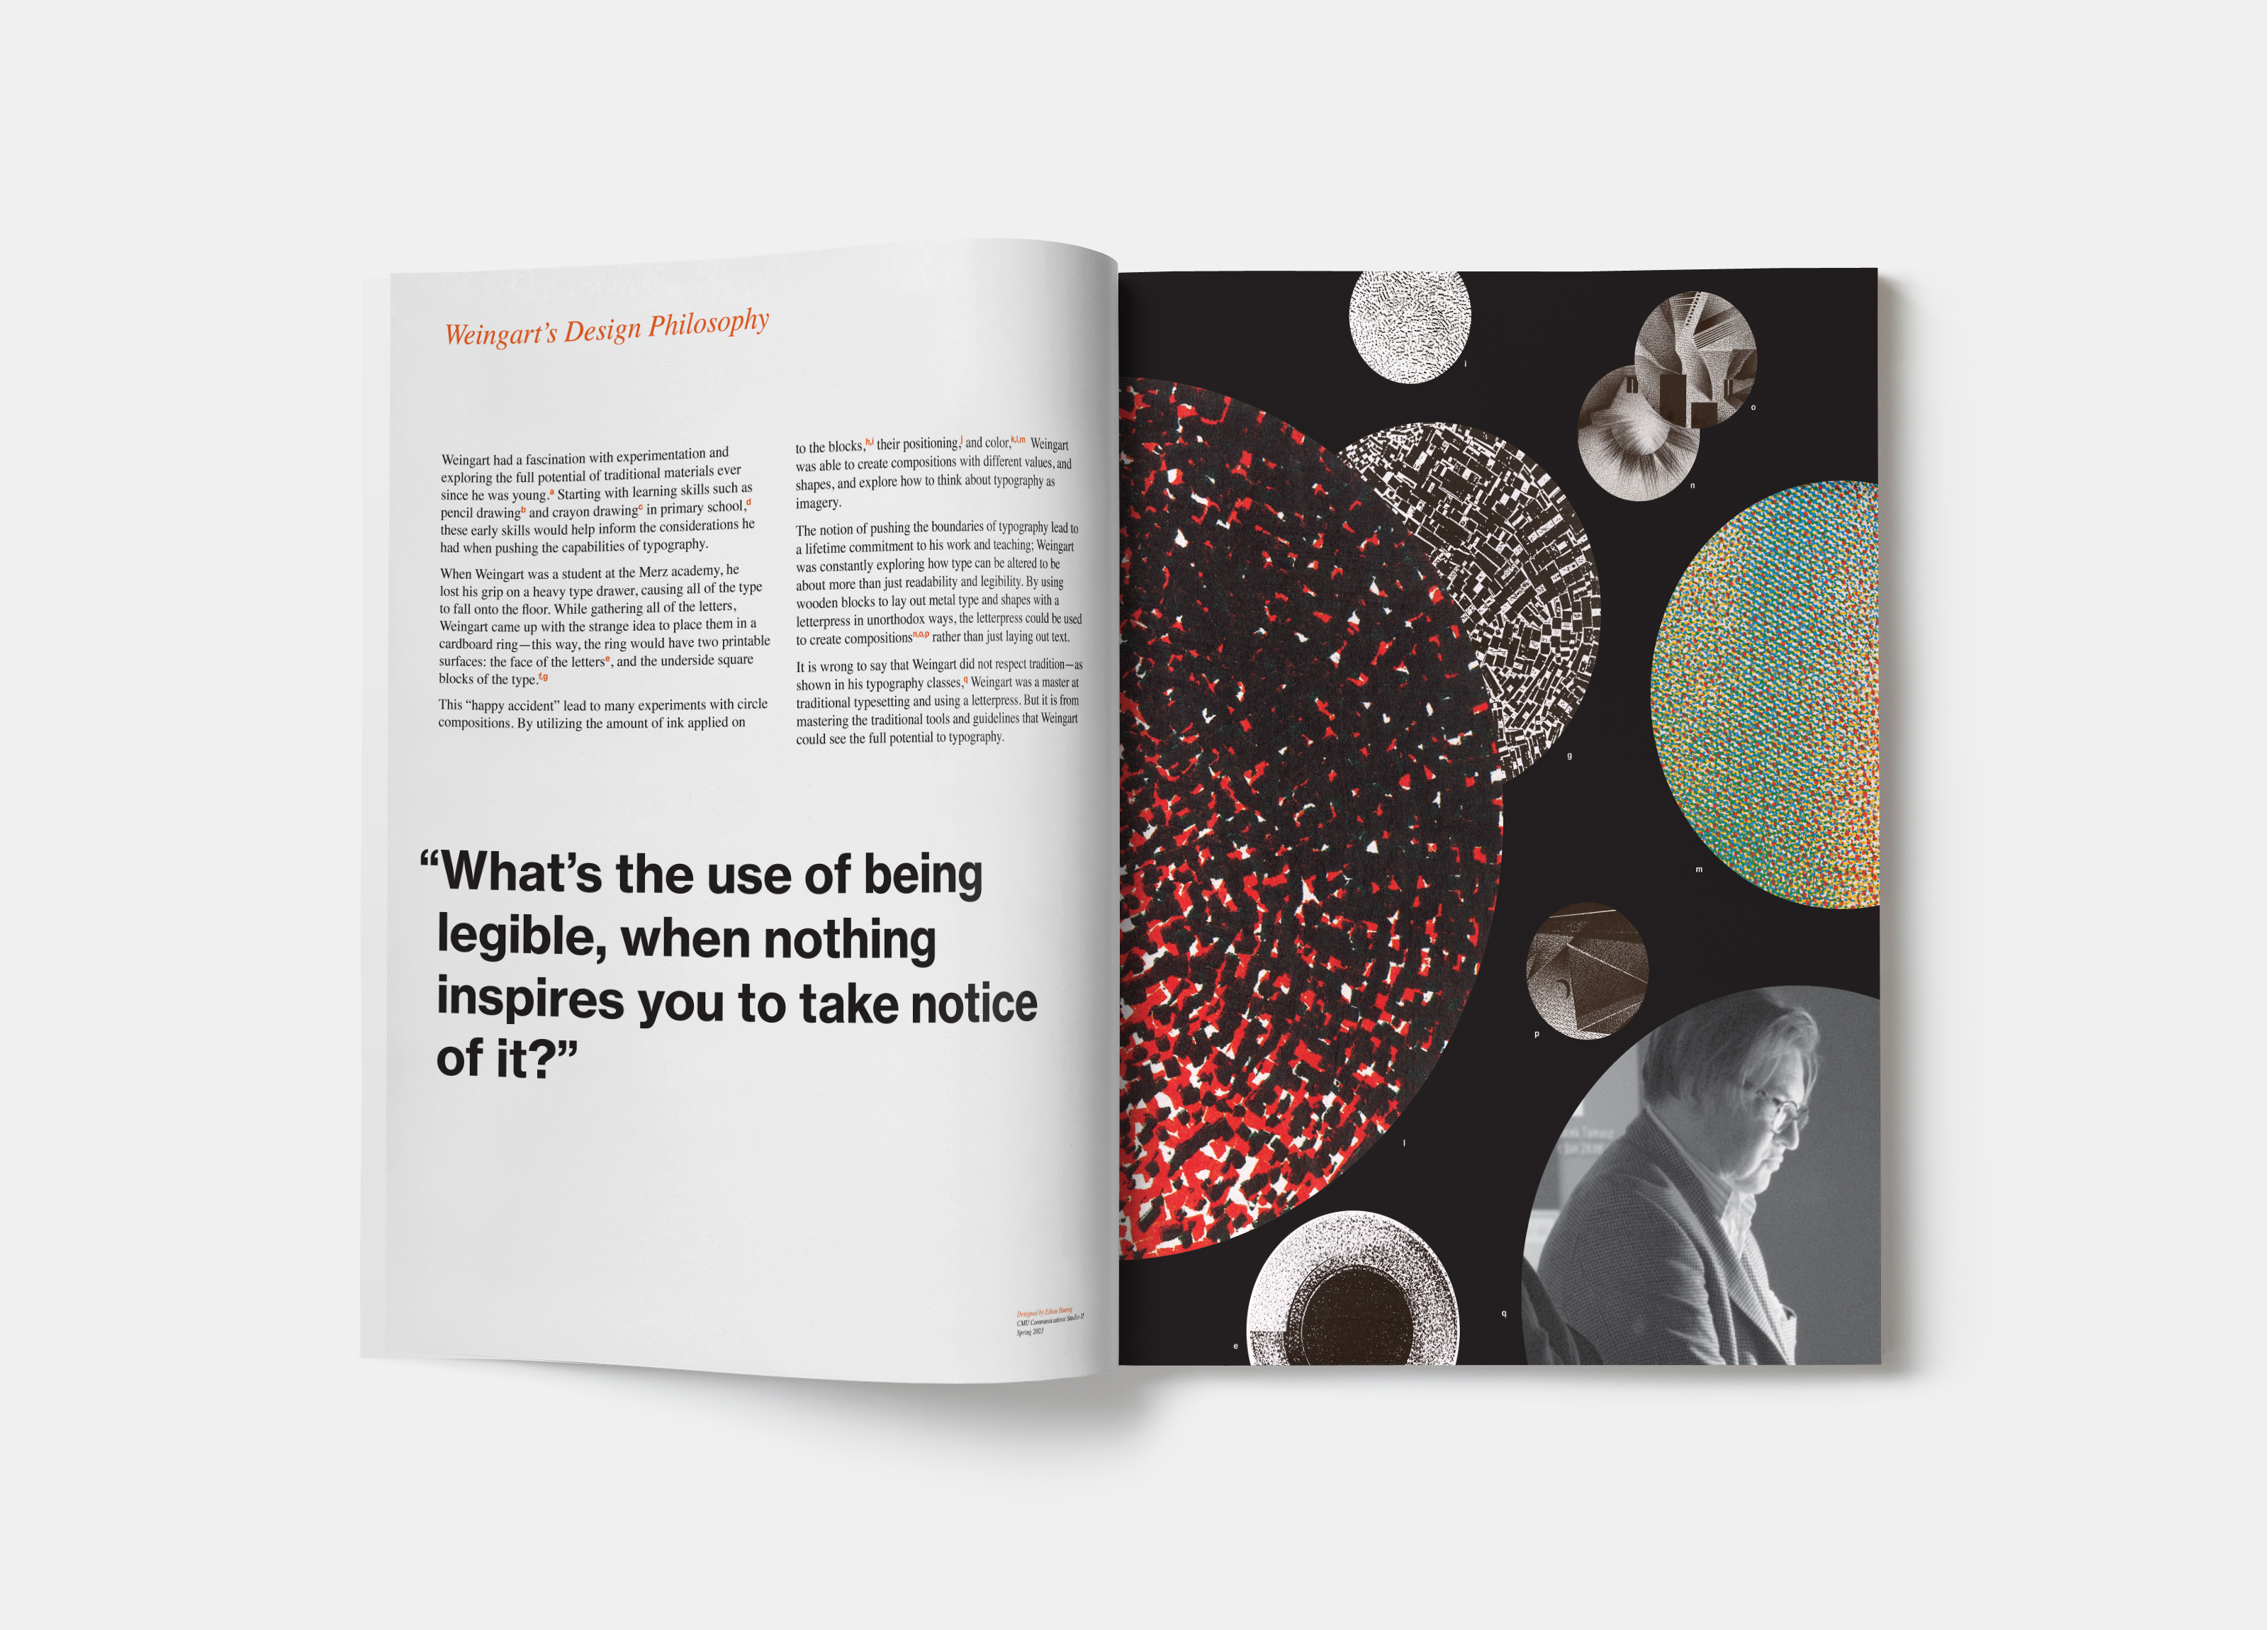 Weingart’s Design Philosophy
Weingart had a fascination with experimentation and
exploring the full potential of traditional materials ever
since he was young.a Starting with learning skills such as
pencil drawingb and crayon drawingc in primary school,d
these early skills would help inform the considerations he
had when pushing the capabilities of typography.
When Weingart was a student at the Merz academy, he
lost his grip on a heavy type drawer, causing all of the type
to fall onto the floor. While gathering all of the letters,
Weingart came up with the strange idea to place them in a
cardboard ring—this way, the ring would have two printable
surfaces: the face of the letterse, and the underside square
blocks of the type.f,g
This “happy accident” lead to many experiments with circle
compositions. By utilizing the amount of ink applied on
to the blocks,h,i their positioning,j and color,k,l,m Weingart
was able to create compositions with different values, and
shapes, and explore how to think about typography as
imagery.
The notion of pushing the boundaries of typography lead to
a lifetime commitment to his work and teaching; Weingart
was constantly exploring how type can be altered to be
about more than just readability and legibility. By using
wooden blocks to lay out metal type and shapes with a
letterpress in unorthodox ways, the letterpress could be used
to create compositionsn,o,p rather than just laying out text.
It is wrong to say that Weingart did not respect tradition—as
shown in his typography classes,q Weingart was a master at
traditional typesetting and using a letterpress. But it is from
mastering the traditional tools and guidelines that Weingart
could see the full potential to typography.
“What’s the use of being
legible, when nothing
inspires you to take notice
of it?”
Designed by Ethan Huang
CMU Communications Studio II
Spring 2023
i
o
n
g
m
p
l
q
e